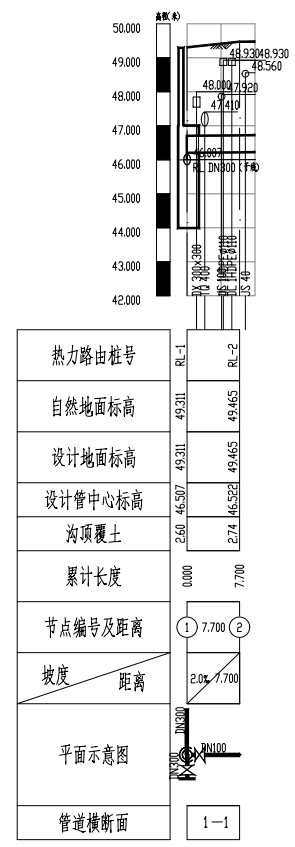 高程(米)
50.000
49.000
48.000
47.000
46.000
45.000
44.000
43.000
42.000
48.930
48.930
48.560
48.000
47.920
47.410
46.007
RL DN300 (干线)
DX 300×300
JS 40
热力路由桩号
RL-1
RL-2
自然地面标高
49.311
49.465
设计地面标高
49.311
49.465
设计管中心标高
46.507
46.522
沟顶覆土
2.60
2.74
累计长度
0.000
7.700
节点编号及距离
1
7.700
2
坡度
距离
2.0‰
7.700
平面示意图
DN300
DN100
DN300
管道横断面
1—1